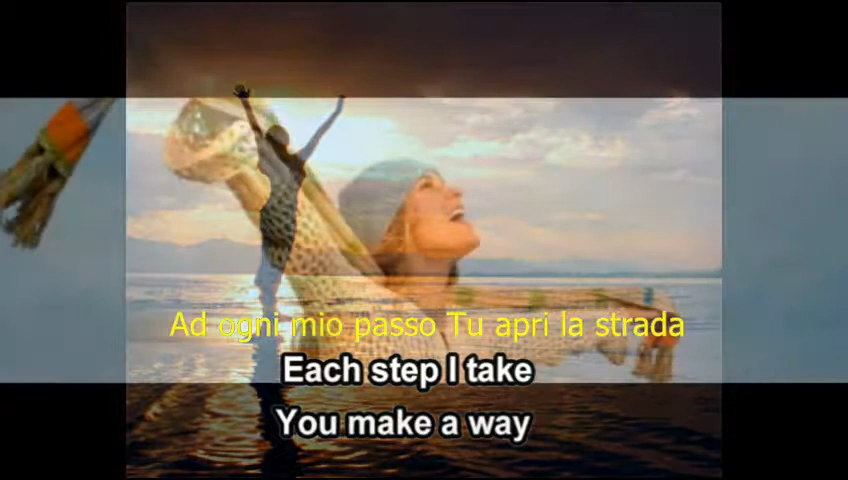 Ad ogni mio passo Tu apri la strada
Each step I take
You make a way